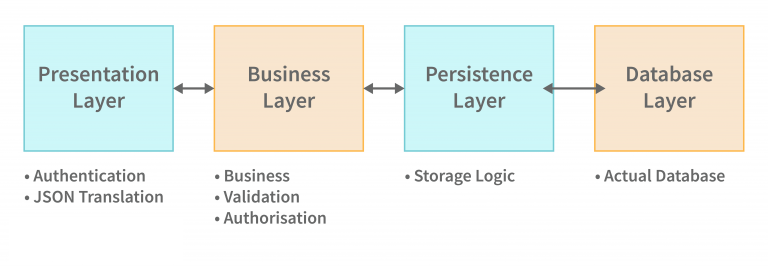 Presentation
Layer
Business
Layer
Persistence
Layer
Database
Layer
• Authentication
• JSON Translation
• Business
• Validation
• Authorisation
• Storage Logic
• Actual Database